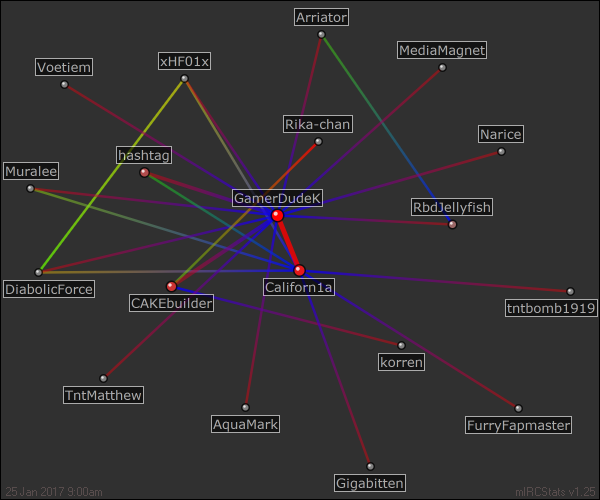 Arriator
MediaMagnet
xHF01x
Voetiem
Rika-chan
Narice
hashtag
Muralee
GamerDudeK
RbdJellyfish
DiabolicForce
Californ1a
CAKEbuilder
tntbomb1919
korren
TntMatthew
AquaMark
FurryFapmaster
Gigabitten
25 Jan 2017 9:00am
mIRCStats v1.25